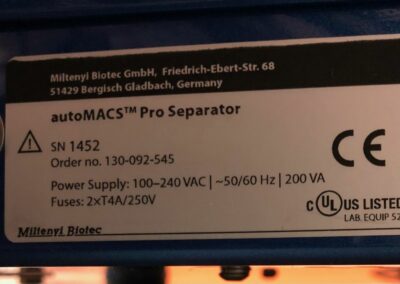 Miltenyi Biotec GmbH, Friedrich-Ebert-Str. 68
51429 Bergisch Gladbach, Germany
autoMACS™ Pro Separator
SN 1452
Order no. 130-092-545
CE
Power Supply: 100–240 VAC | ~50/60 Hz | 200 VA
Fuses: 2xT4A/250V
C UL US LISTED
LAB. EQUIP 52
Miltenyi Biotec